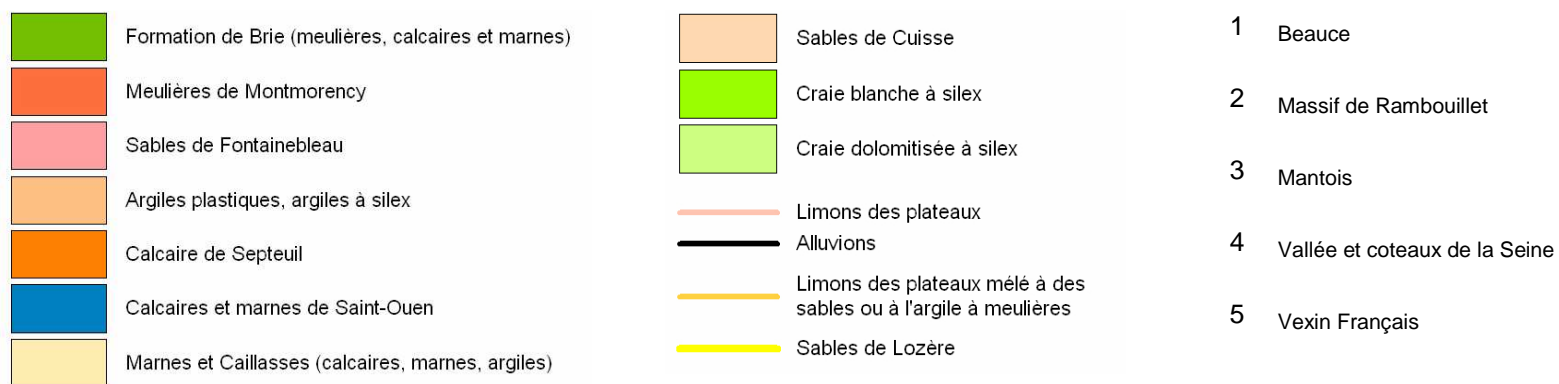 Formation de Brie (meulières, calcaires et marnes)
Meulières de Montmorency
Sables de Fontainebleau
Argiles plastiques, argiles à silex
Calcaire de Septeuil
Calcaires et marnes de Saint-Ouen
Marnes et Caillasses (calcaires, marnes, argiles)
Sables de Cuisse
Craie blanche à silex
Craie dolomitisée à silex
Limons des plateaux
Alluvions
Limons des plateaux mélé à des
sables ou à l'argile à meulières
Sables de Lozère
1 Beauce
2 Massif de Rambouillet
3 Mantois
4 Vallée et coteaux de la Seine
5 Vexin Français